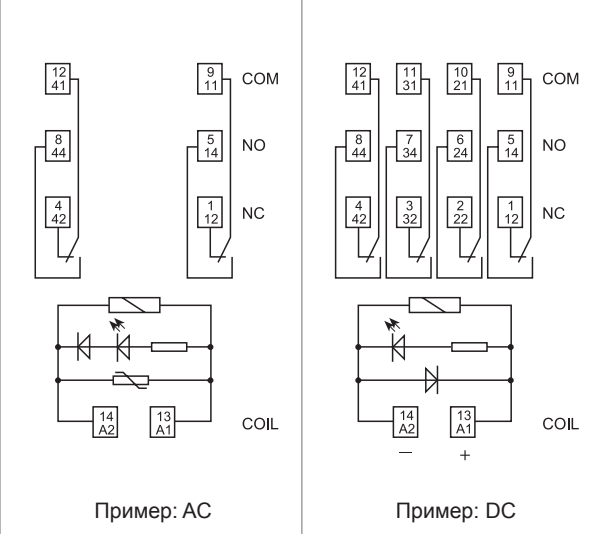 12 9 COM
41 11
8 5 NO
44 14
4 1 NC
42 12
14 13 COIL
A2 A1
Пример: AC
12 11 10 9 COM
41 31 21 11
8 7 6 5 NO
44 34 24 14
4 3 2 1 NC
42 32 22 12
14 13 COIL
A2 A1
— +
Пример: DC